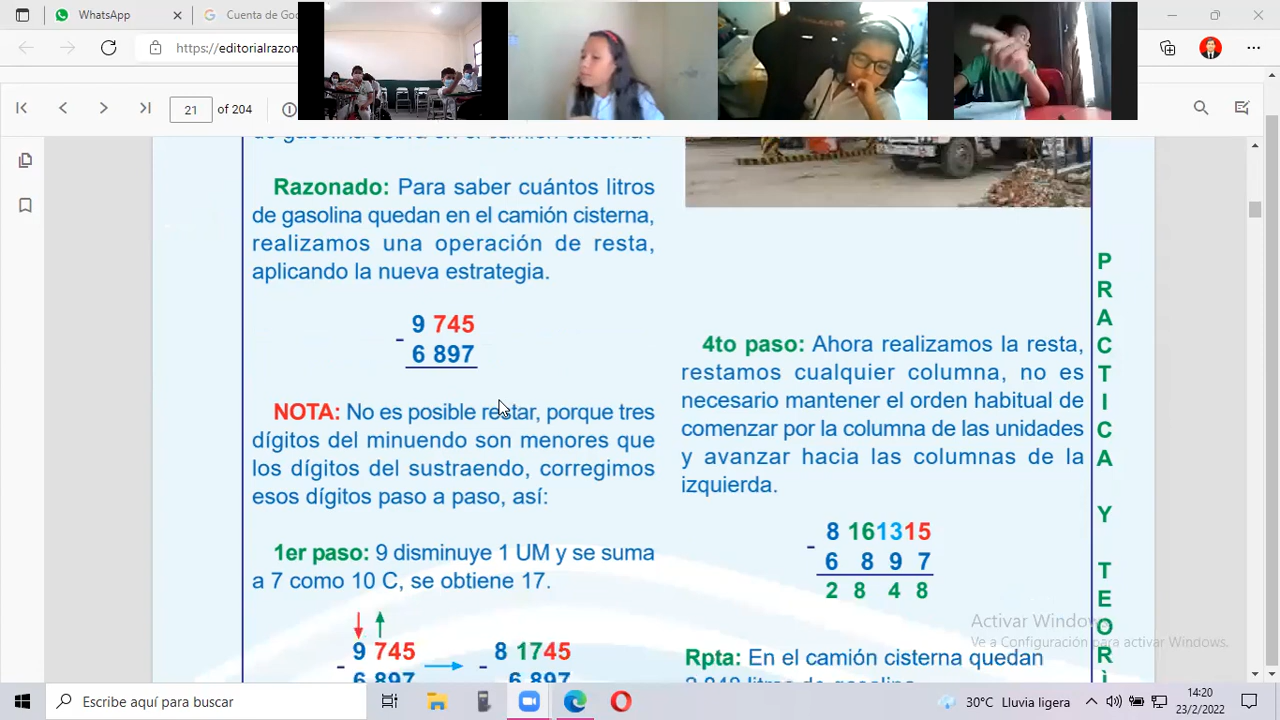 WhatsApp
Cuenta de Goo
https://editorialrazon
21 of 204
Razonado: Para saber cuántos litros
de gasolina quedan en el camión cisterna,
realizamos una operación de resta,
aplicando la nueva estrategia.
9 745
-
6 897
NOTA: No es posible restar, porque tres
dígitos del minuendo son menores que
los dígitos del sustraendo, corregimos
esos dígitos paso a paso, así:
1er paso: 9 disminuye 1 UM y se suma
a 7 como 10 C, se obtiene 17.
9 745
8 1745
-
-
6 897
6 897
4to paso: Ahora realizamos la resta,
restamos cualquier columna, no es
necesario mantener el orden habitual de
comenzar por la columna de las unidades
y avanzar hacia las columnas de la
izquierda.
8 161315
-
6 8 9 7
2 8 4 8
Rpta: En el camión cisterna quedan
PRACTICA Y TEORÌ
Activar Windows
Ve a Configuración para activar Windows.
Escribe aquí para buscar
30°C Lluvia ligera
14:20
23/2/2022